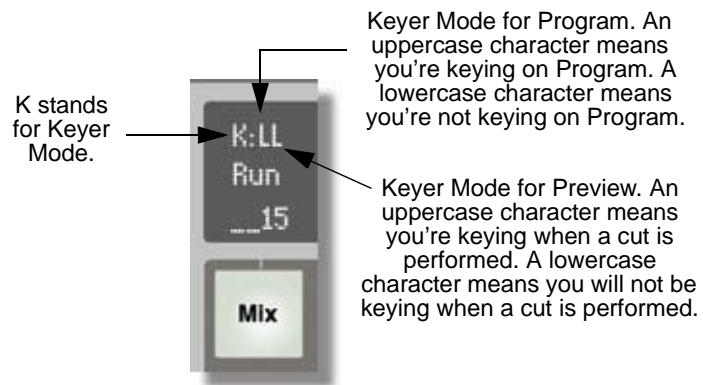 Keyer Mode for Program. An
uppercase character means
you're keying on Program. A
lowercase character means
you're not keying on Program.
K stands
for Keyer
Mode.
K:LL
Run
__15
Mix
Keyer Mode for Preview. An
uppercase character means
you're keying when a cut is
performed. A lowercase
character means you will not be
keying when a cut is performed.